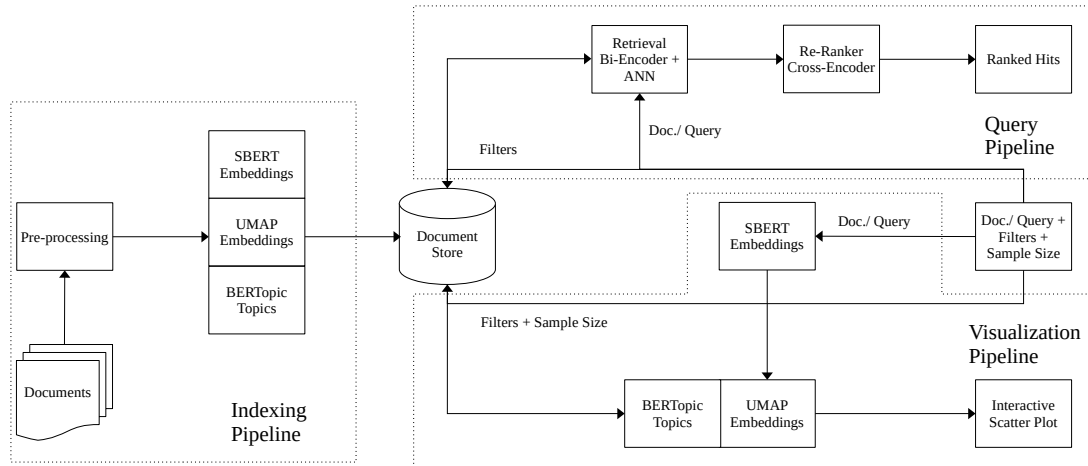 Retrieval
Bi-Encoder +
ANN
Re-Ranker
Cross-Encoder
Ranked Hits
Doc./ Query
Query
Pipeline
Filters
SBERT
Embeddings
UMAP
Embeddings
BERTopic
Topics
Pre-processing
Documents
Indexing
Pipeline
Document
Store
SBERT
Embeddings
Doc./ Query
Doc./ Query +
Filters +
Sample Size
Filters + Sample Size
Visualization
Pipeline
BERTopic
Topics
UMAP
Embeddings
Interactive
Scatter Plot